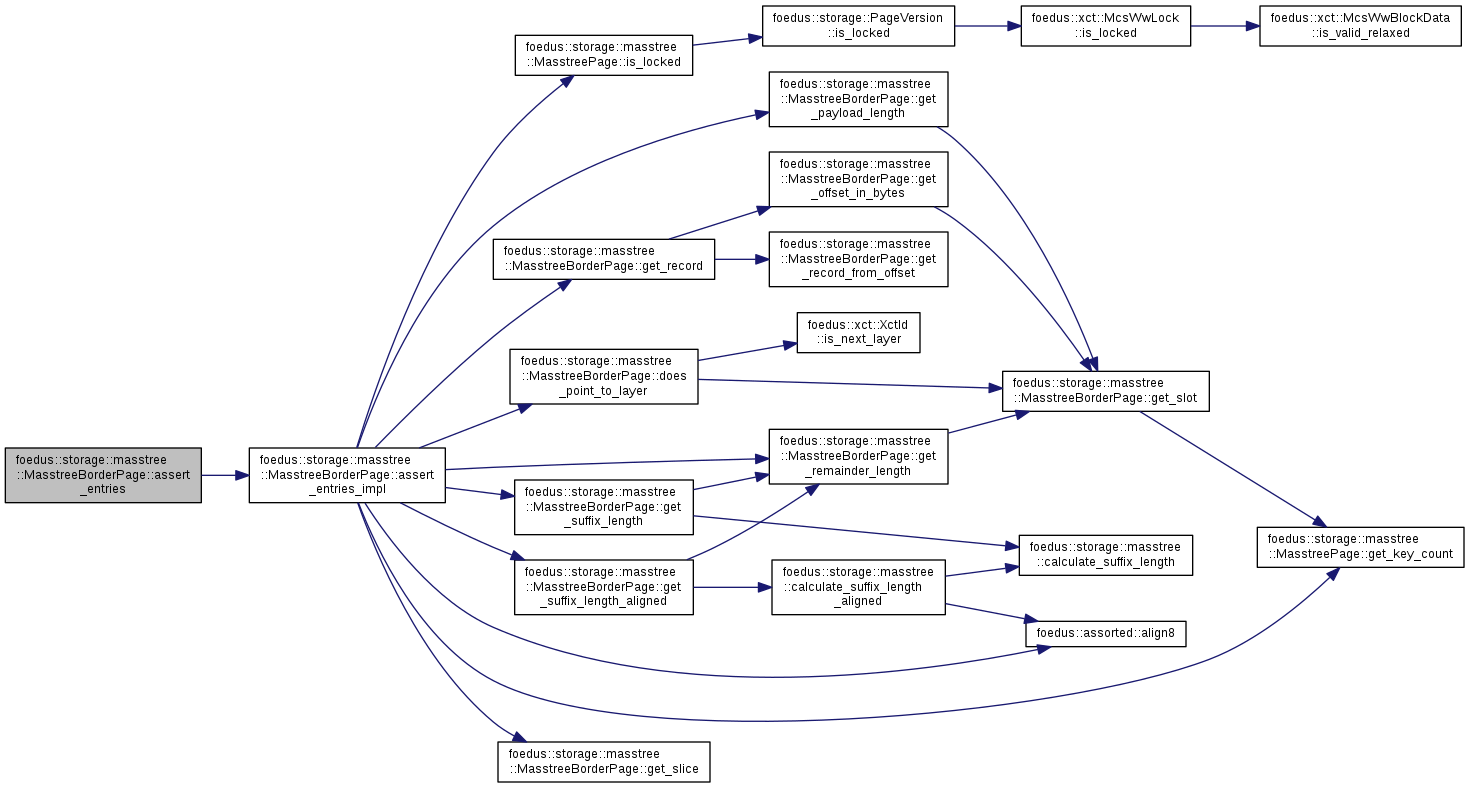 foedus::storage::masstree
::MasstreeBorderPage::assert
_entries
foedus::storage::masstree
::MasstreeBorderPage::assert
_entries_impl
foedus::storage::masstree
::MasstreePage::is_locked
foedus::storage::PageVersion
::is_locked
foedus::xct::McsWwLock
::is_locked
foedus::xct::McsWwBlockData
::is_valid_relaxed
foedus::storage::masstree
::MasstreeBorderPage::get
_payload_length
foedus::storage::masstree
::MasstreeBorderPage::get
_offset_in_bytes
foedus::storage::masstree
::MasstreeBorderPage::get_record
foedus::storage::masstree
::MasstreeBorderPage::get
_record_from_offset
foedus::xct::XctId
::is_next_layer
foedus::storage::masstree
::MasstreeBorderPage::does
_point_to_layer
foedus::storage::masstree
::MasstreeBorderPage::get_slot
foedus::storage::masstree
::MasstreeBorderPage::get
_remainder_length
foedus::storage::masstree
::MasstreeBorderPage::get
_suffix_length
foedus::storage::masstree
::MasstreePage::get_key_count
foedus::storage::masstree
::calculate_suffix_length
foedus::storage::masstree
::MasstreeBorderPage::get
_suffix_length_aligned
foedus::storage::masstree
::calculate_suffix_length
_aligned
foedus::assorted::align8
foedus::storage::masstree
::MasstreeBorderPage::get_slice